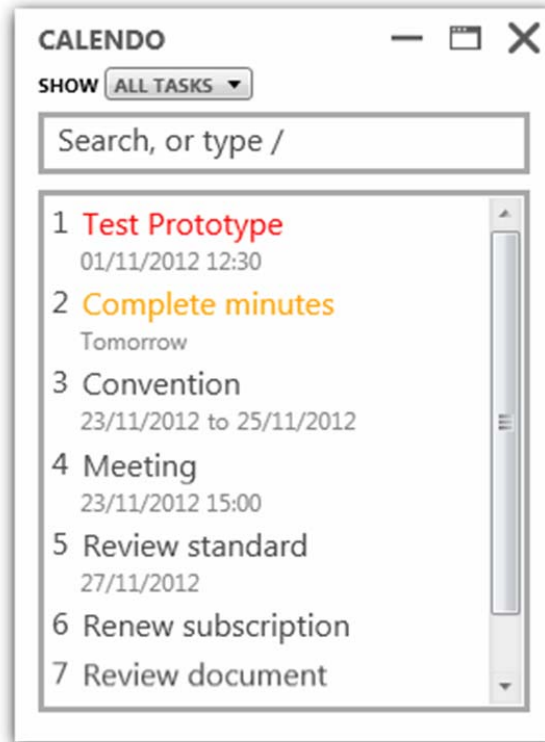 CALENDO
SHOW ALL TASKS
Search, or type /
1 Test Prototype
01/11/2012 12:30
2 Complete minutes
Tomorrow
3 Convention
23/11/2012 to 25/11/2012
4 Meeting
23/11/2012 15:00
5 Review standard
27/11/2012
6 Renew subscription
7 Review document